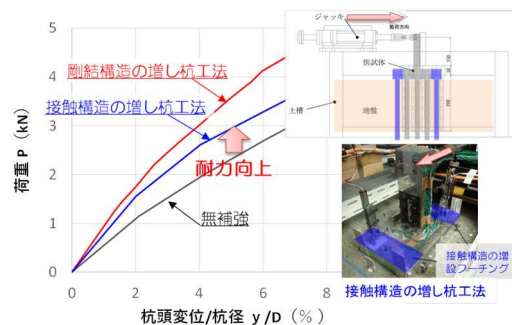 5
4
3
2
1
0
荷重 P（kN）
0
2
4
6
8
杭頭変位/杭径 y/D（%）
剛結構造の増し杭工法
接触構造の増し杭工法
耐力向上
無補強
ジャッキ
載荷方向
供試体
土槽
地盤
接触構造の増
設フーチング
接触構造の増し杭工法